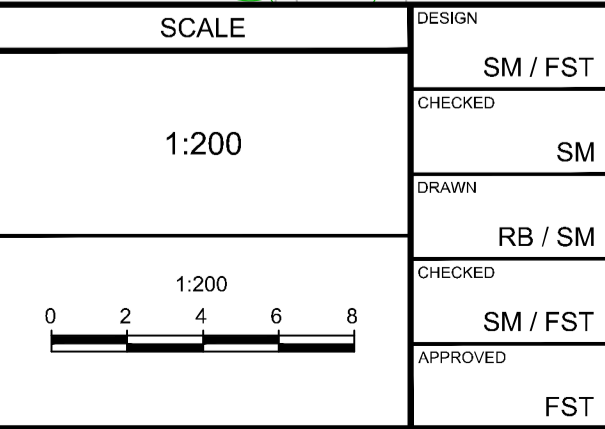 SCALE
1:200
1:200
0 2 4 6 8
DESIGN
SM / FST
CHECKED
SM
DRAWN
RB / SM
CHECKED
SM / FST
APPROVED
FST